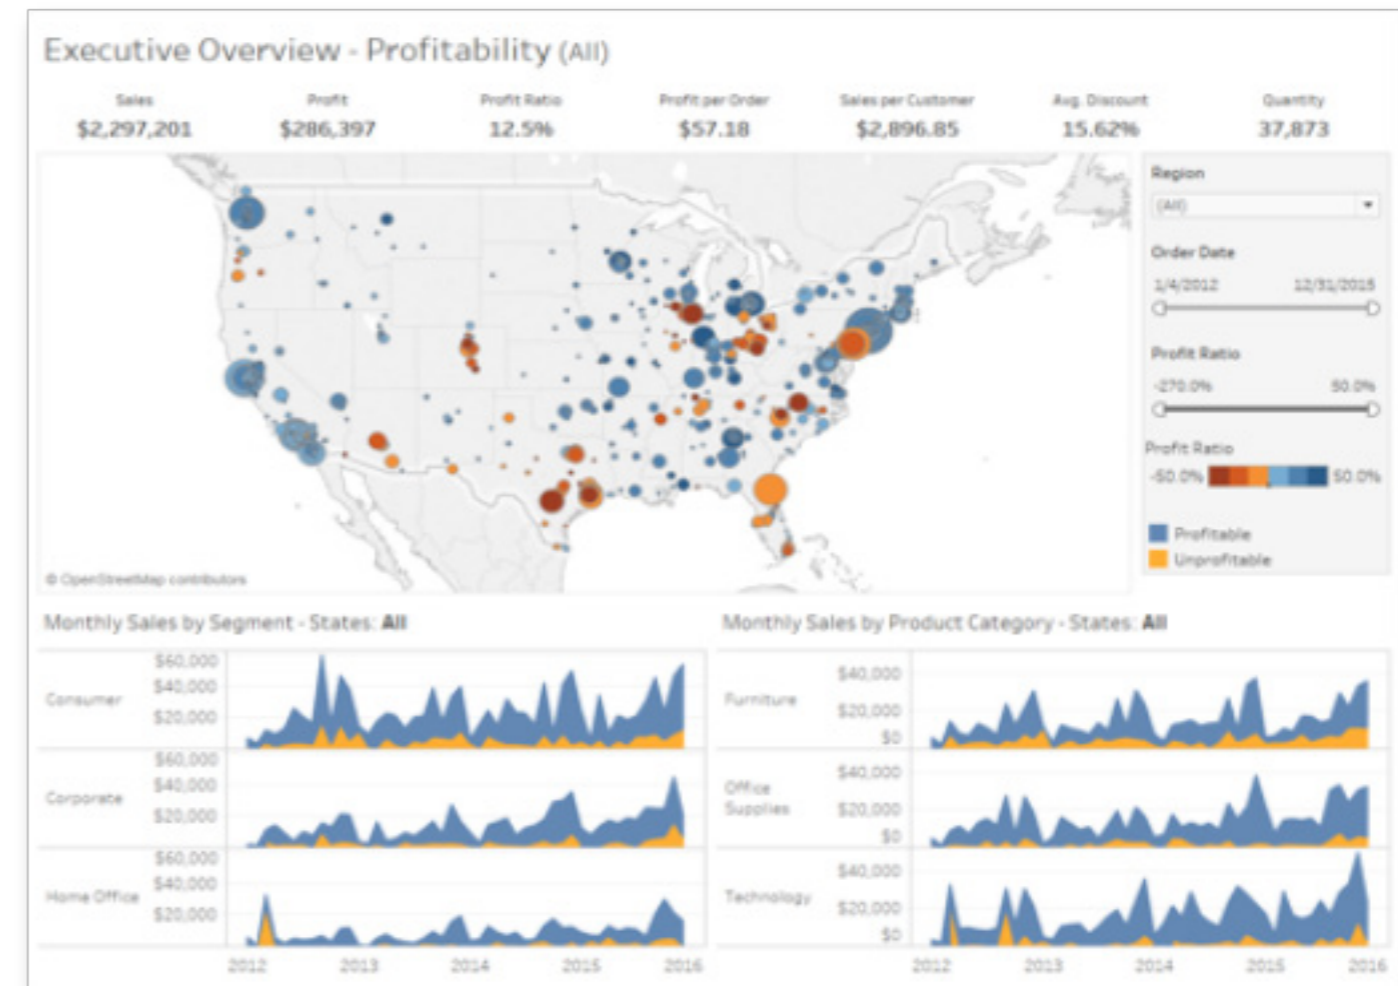 Executive Overview - Profitability (All)
Sales Profit Profit Ratio Profit per Order Sales per Customer Avg. Discount Quantity
$2,297,201 $286,397 12.5% $57.18 $2,896.85 15.62% 37,873
Region
(All)
Order Date
1/4/2012 12/31/2015
Profit Ratio
-270.0% 50.0%
Profit Ratio
-50.0% 50.0%
Profitable
Unprofitable
© OpenStreetMap contributors
Monthly Sales by Segment - States: All
Consumer
$60,000
$40,000
$20,000
Corporate
$60,000
$40,000
$20,000
Home Office
$60,000
$40,000
$20,000
2012 2013 2014 2015 2016
Monthly Sales by Product Category - States: All
Furniture
$40,000
$20,000
$0
Office
Supplies
$40,000
$20,000
$0
Technology
$40,000
$20,000
$0
2012 2013 2014 2015 2016